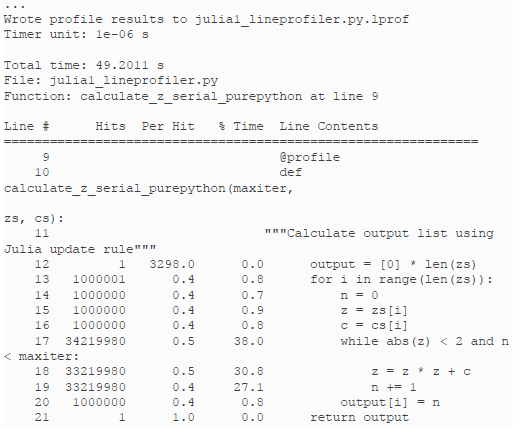 ...
Wrote profile results to julia1_lineprofiler.py.lprof
Timer unit: 1e-06 s
Total time: 49.2011 s
File: julia1_lineprofiler.py
Function: calculate_z_serial_purepython at line 9
Line # Hits Per Hit % Time Line Contents
================================================================
9 @profile
10 def
calculate_z_serial_purepython(maxiter,
zs, cs):
11 """Calculate output list using
Julia update rule"""
12 1 3298.0 0.0 output = [0] * len(zs)
13 1000001 0.4 0.8 for i in range(len(zs)):
14 1000000 0.4 0.7 n = 0
15 1000000 0.4 0.9 z = zs[i]
16 1000000 0.4 0.8 c = cs[i]
17 34219980 0.5 38.0 while abs(z) < 2 and n
< maxiter:
18 33219980 0.5 30.8 z = z * z + c
19 33219980 0.4 27.1 n += 1
20 1000000 0.4 0.8 output[i] = n
21 1 1.0 0.0 return output